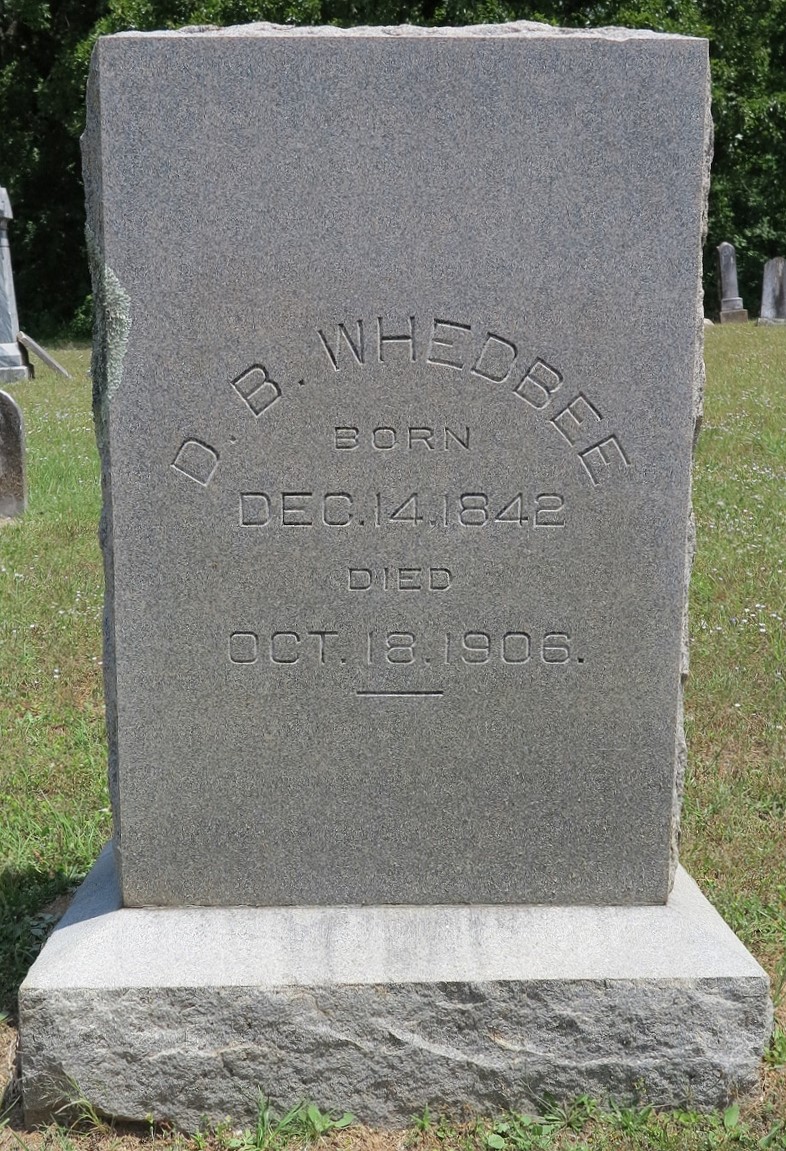 D. B. WHEDBEE
BORN
DEC. 14. 1842
DIED
OCT. 18. 1906.